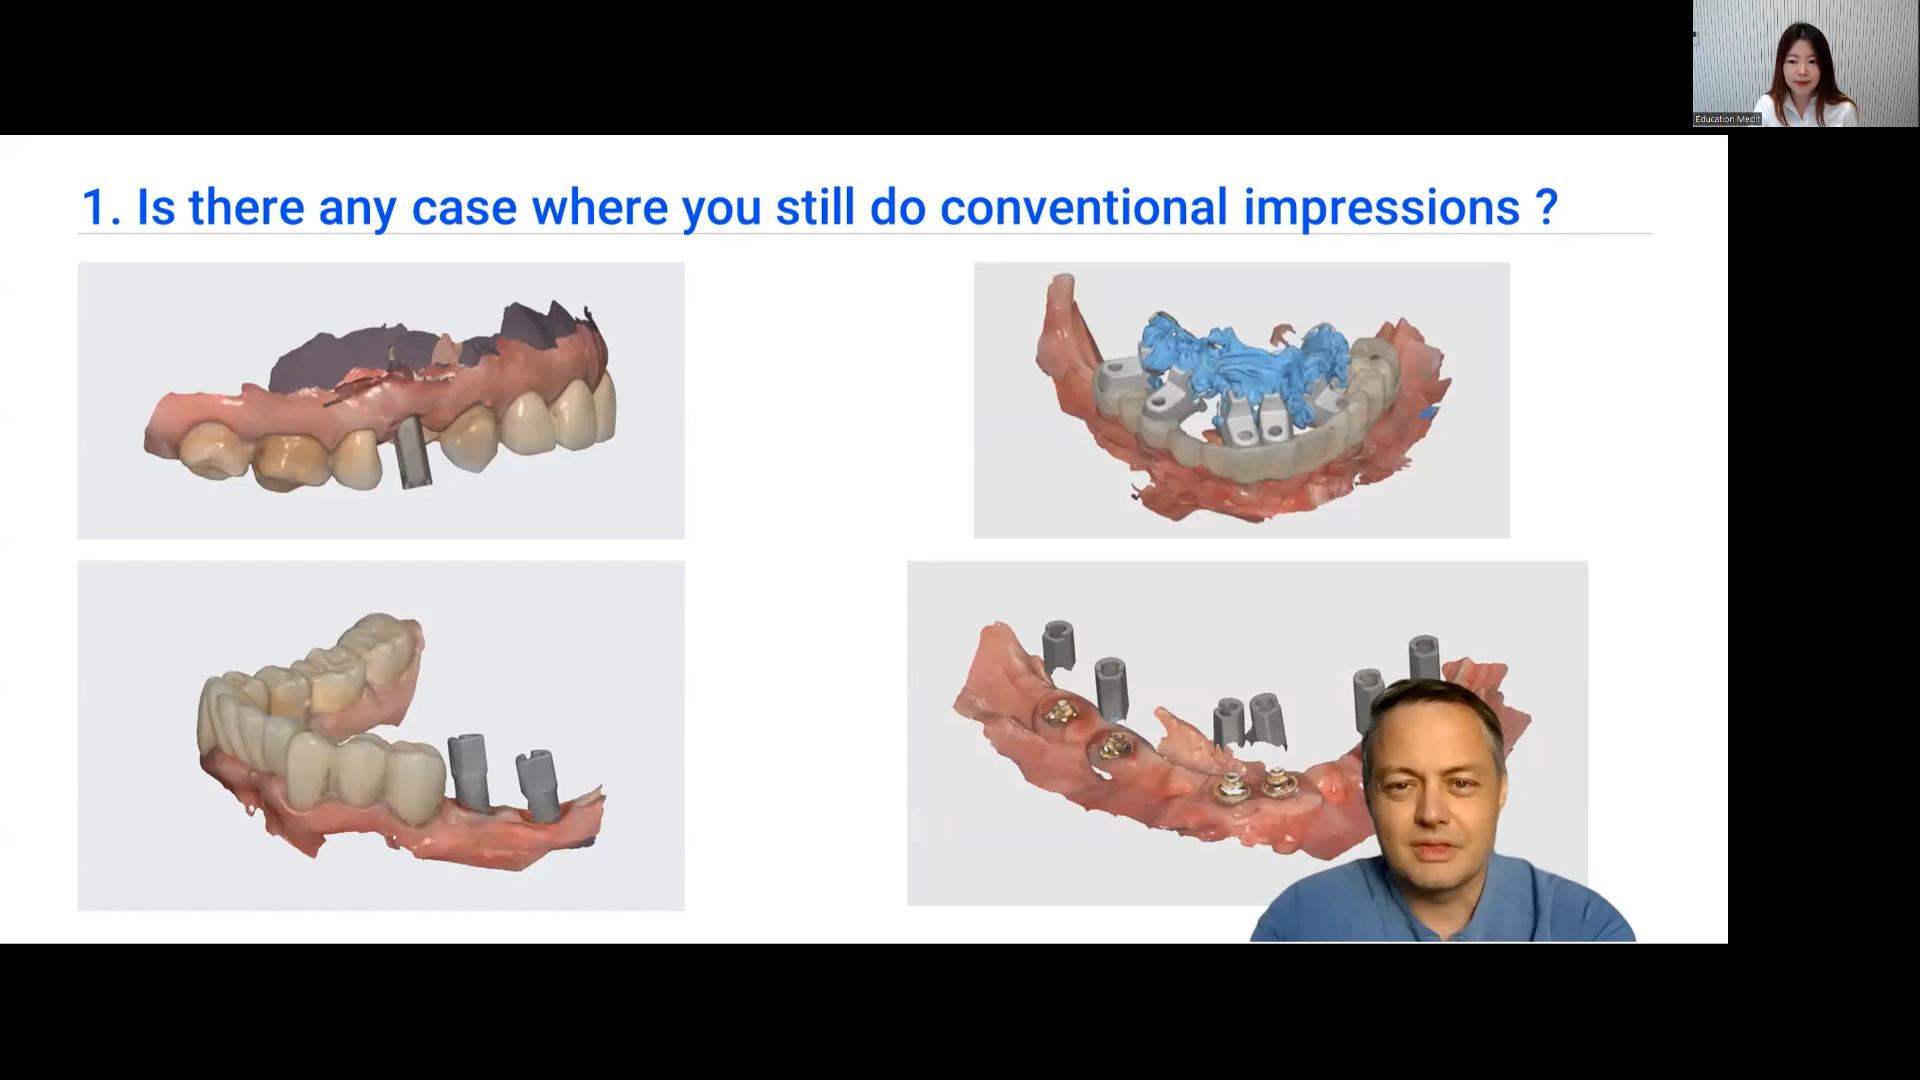 Education Medit
1. Is there any case where you still do conventional impressions ?